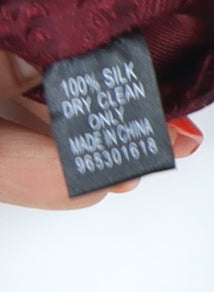 100% SILK
DRY CLEAN
ONLY
MADE IN CHINA
965301618